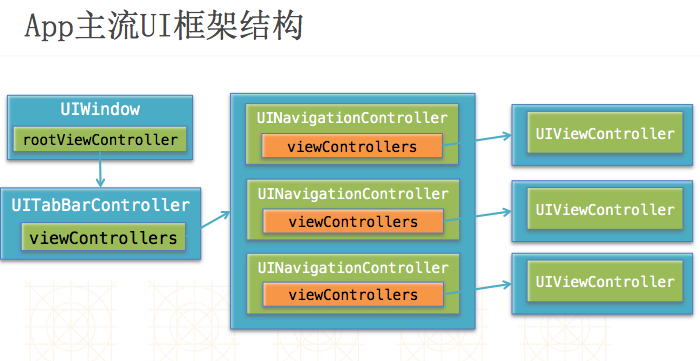 App主流UI框架结构
UIWindow
rootViewController
UITabBarController
viewControllers
UINavigationController
viewControllers
UINavigationController
viewControllers
UINavigationController
viewControllers
UIViewController
UIViewController
UIViewController